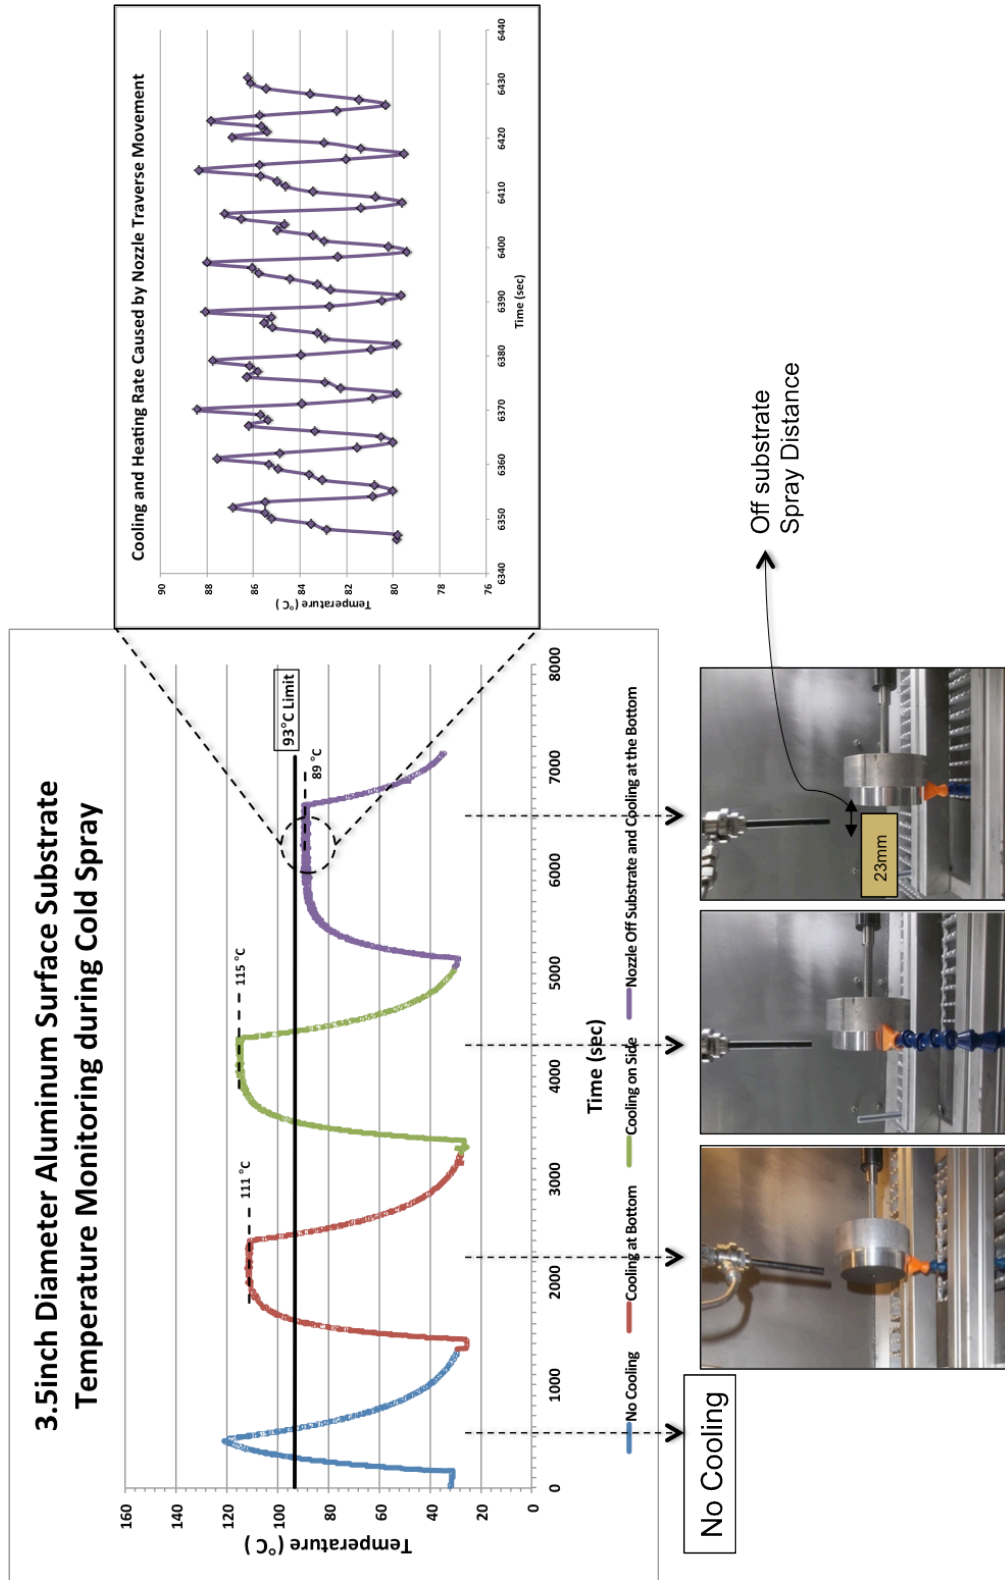 3.5inch Diameter Aluminum Surface Substrate
Temperature Monitoring during Cold Spray
Temperature (°C )
160
140
120
100
80
60
40
20
0
0
1000
2000
3000
4000
5000
6000
7000
8000
Time (sec)
111 °C
115 °C
93°C Limit
89 °C
No Cooling
Cooling at Bottom
Cooling on Side
Nozzle Off Substrate and Cooling at the Bottom
Cooling and Heating Rate Caused by Nozzle Traverse Movement
Temperature ( °C )
90
88
86
84
82
80
78
76
6340
6350
6360
6370
6380
6390
6400
6410
6420
6430
6440
Time (sec)
No Cooling
23mm
Off substrate
Spray Distance